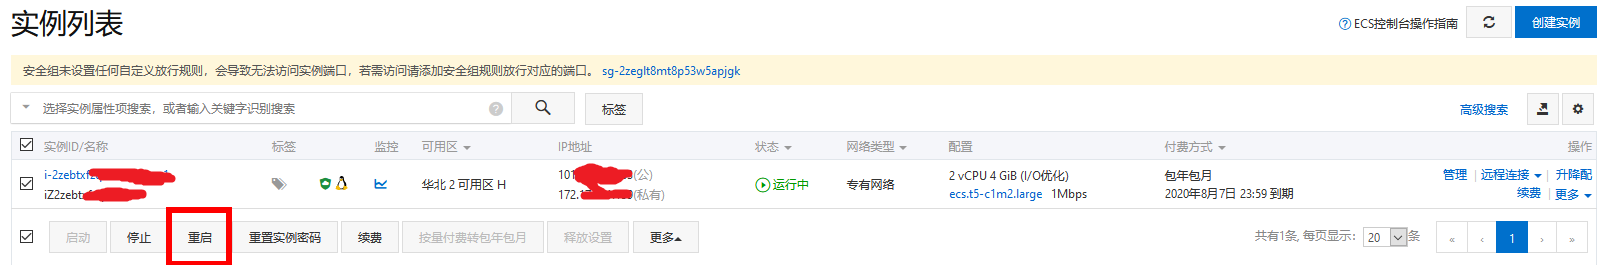 实例列表
ECS控制台操作指南 创建实例
安全组未设置任何自定义放行规则，会导致无法访问实例端口，若需访问请添加安全组规则放行对应的端口。 sg-2zeglt8mt8p53w5apjgk
选择实例属性项搜索，或者输入关键字识别搜索 标签 高级搜索
实例ID/名称 标签 监控 可用区 IP地址 状态 网络类型 配置 付费方式 操作
i-2zebtxf (公) 2 vCPU 4 GiB (I/O优化) 包年包月 管理 远程连接 升降配
华北 2 可用区 H 运行中 专有网络
iZ2zebtx 172.1 (私有) ecs.t5-c1m2.large 1Mbps 2020年8月7日 23:59 到期 续费 更多
启动 停止 重启 重置实例密码 续费 按量付费转包年包月 释放设置 更多 共有1条, 每页显示： 20 条 « ‹ 1 › »